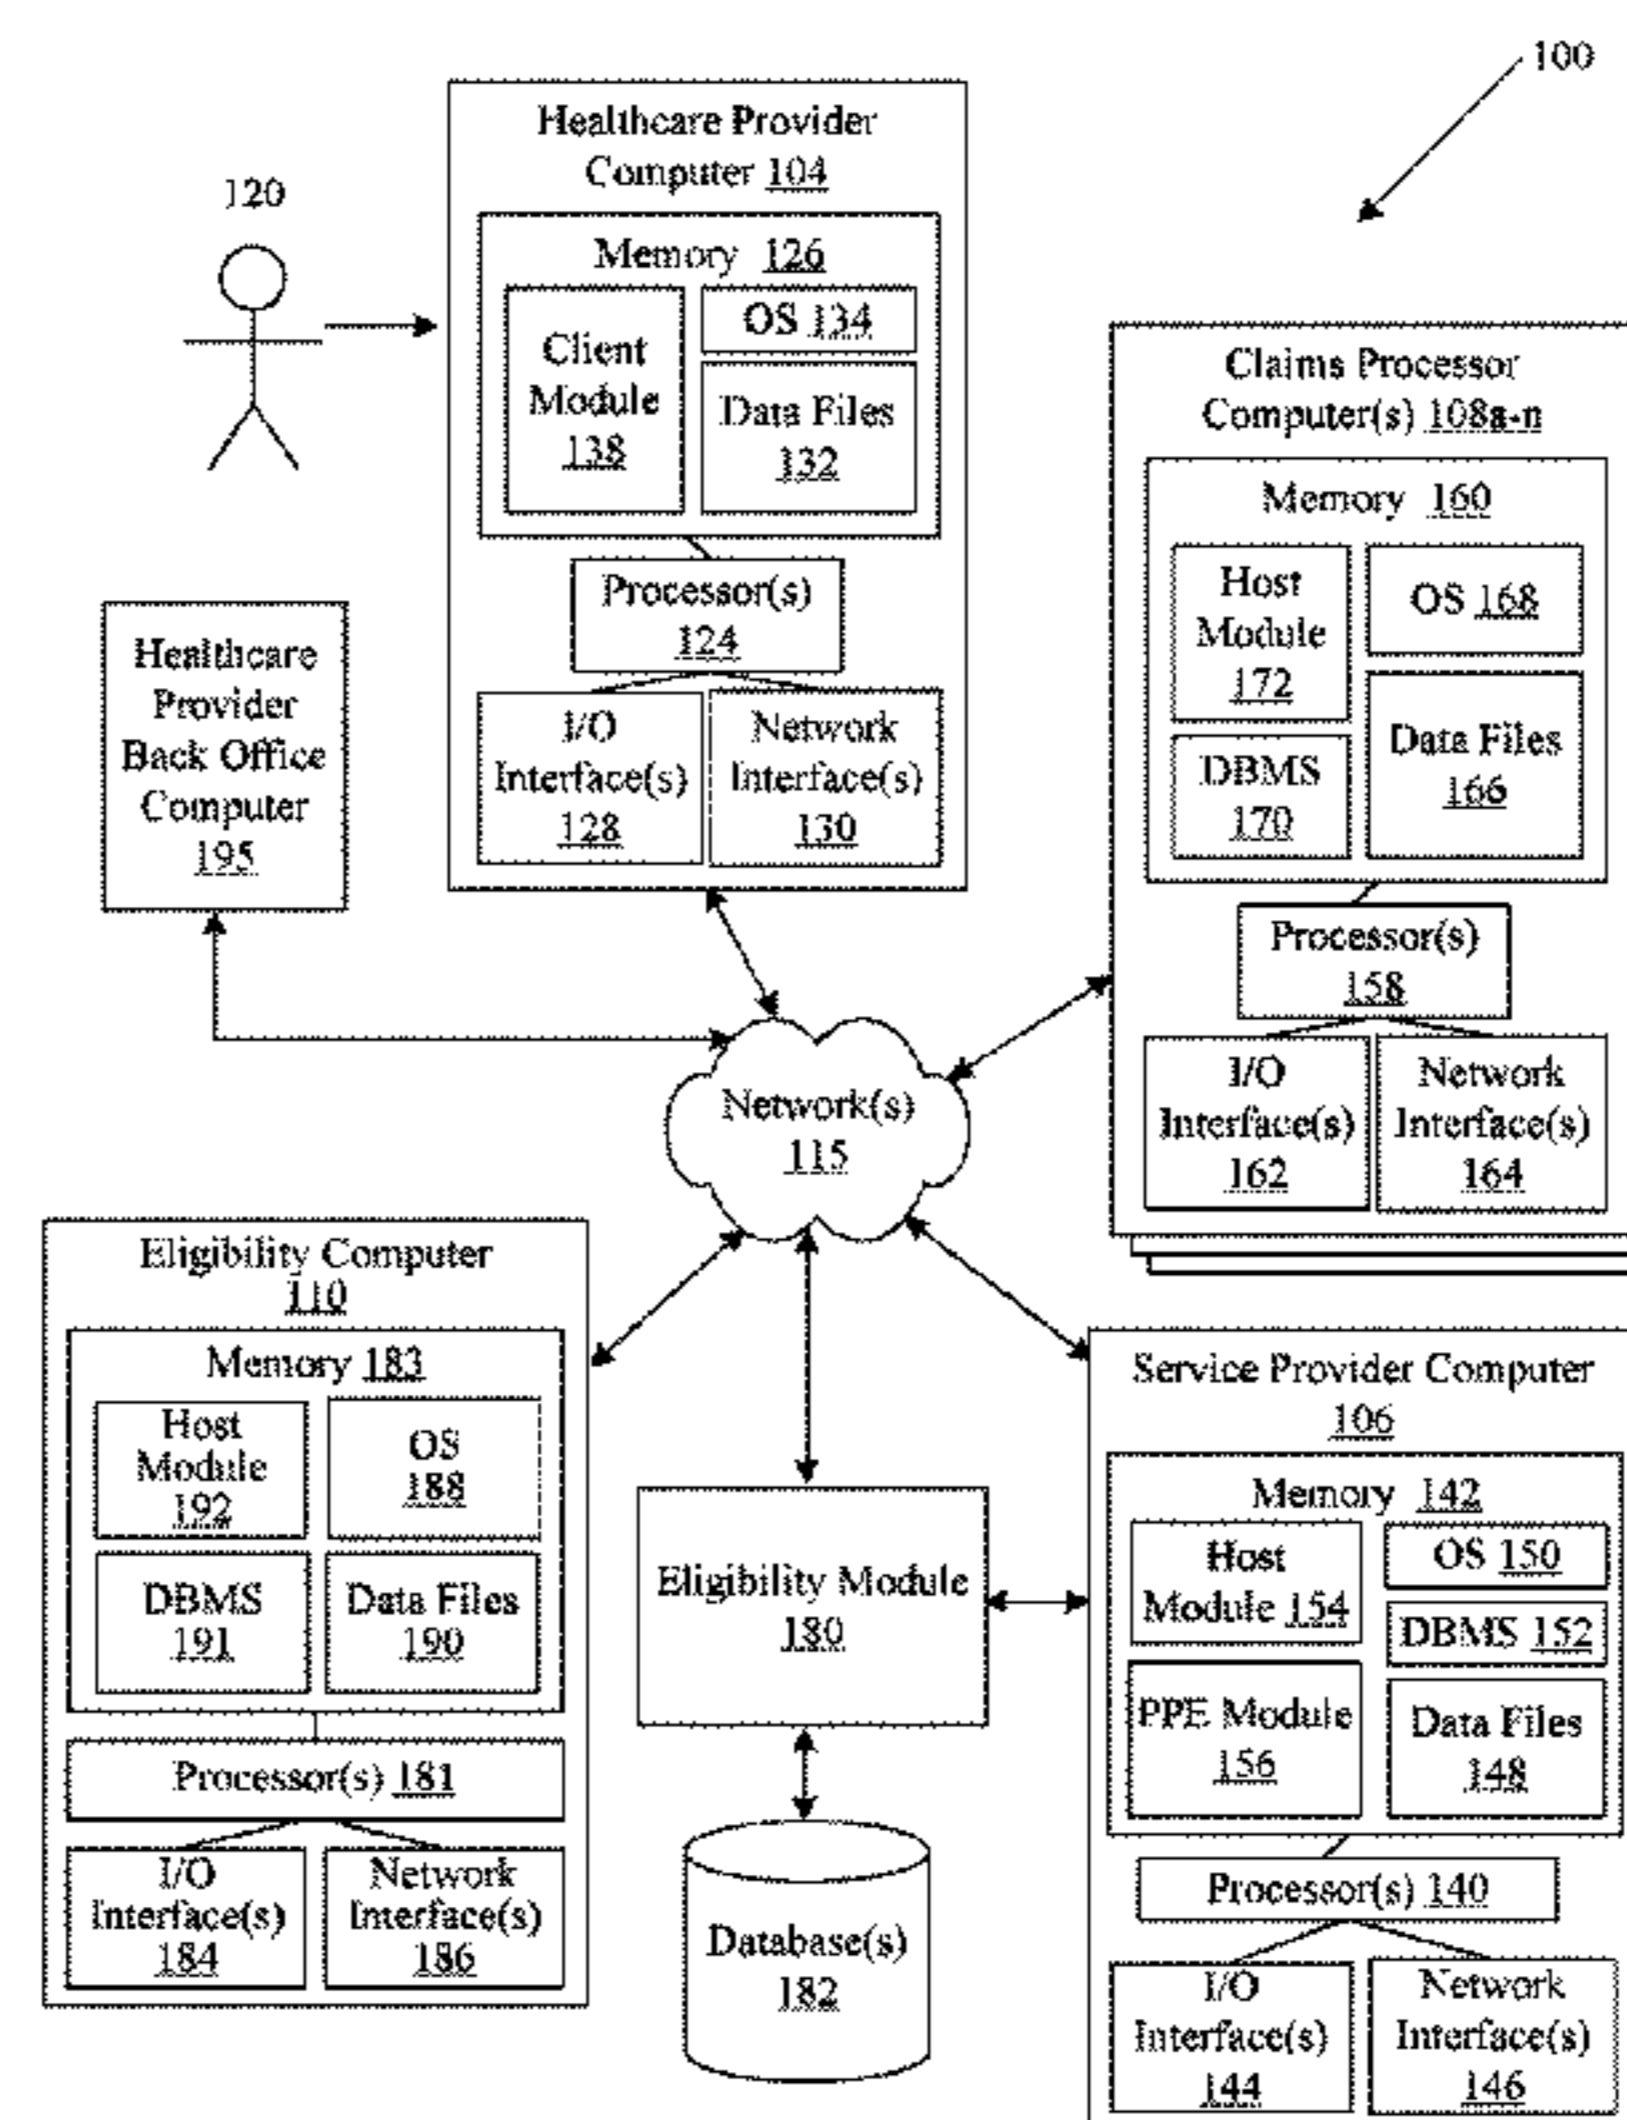 100
Healthcare Provider
Computer 104
120
Memory 126
Client
Module
138
OS 134
Data Files
132
Processor(s)
124
I/O
Interface(s)
128
Network
Interface(s)
130
Healthcare
Provider
Back Office
Computer
195
Claims Processor
Computer(s) 108a-n
Memory 160
Host
Module
172
OS 168
DBMS
170
Data Files
166
Processor(s)
158
I/O
Interface(s)
162
Network
Interface(s)
164
Network(s)
115
Eligibility Computer
110
Memory 183
Host
Module
192
OS
188
DBMS
191
Data Files
190
Processor(s) 181
I/O
Interface(s)
184
Network
Interface(s)
186
Eligibility Module
180
Database(s)
182
Service Provider Computer
106
Memory 142
Host
Module 154
OS 150
DBMS 152
PPE Module
156
Data Files
148
Processor(s) 140
I/O
Interface(s)
144
Network
Interface(s)
146